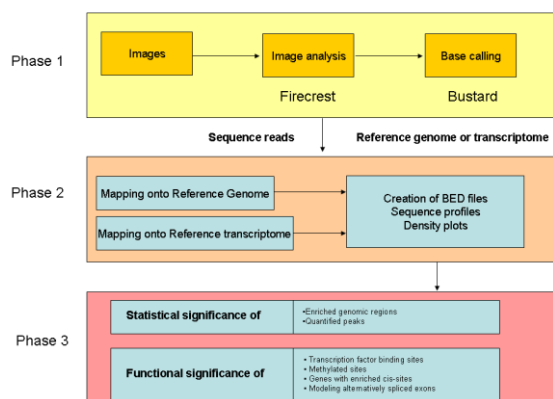 Phase 1
Images
Image analysis
Base calling
Firecrest
Bustard
Sequence reads
Reference genome or transcriptome
Phase 2
Mapping onto Reference Genome
Mapping onto Reference transcriptome
Creation of BED files
Sequence profiles
Density plots
Phase 3
Statistical significance of
•Enriched genomic regions
•Quantified peaks
Functional significance of
• Transcription factor binding sites
• Methylated sites
• Genes with enriched cis-sites
• Modeling alternatively spliced exons